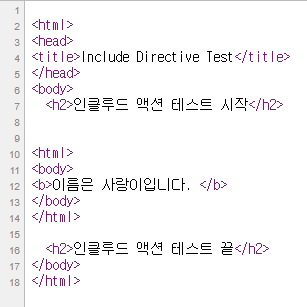 1
2 <html>
3 <head>
4 <title>Include Directive Test</title>
5 </head>
6 <body>
7 <h2>인클루드 액션 테스트 시작</h2>
8
9
10 <html>
11 <body>
12 <b>이름은 사랑이입니다. </b>
13 </body>
14 </html>
15
16 <h2>인클루드 액션 테스트 끝</h2>
17 </body>
18 </html>